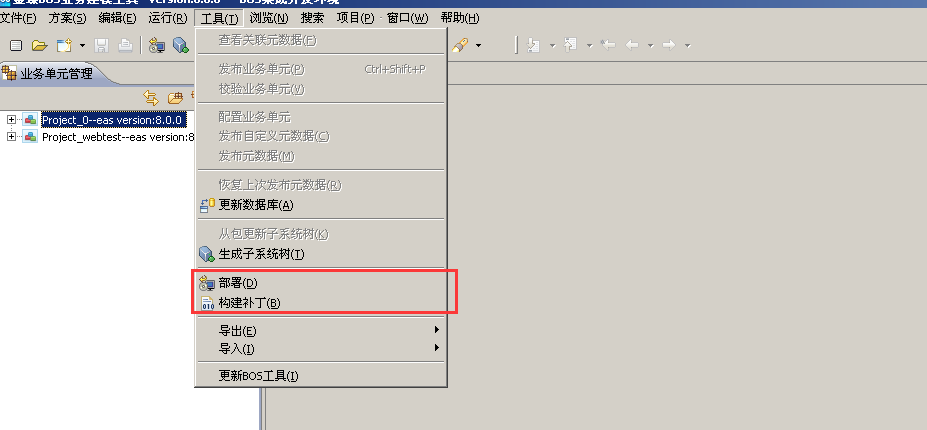 金蝶BOS业务建模工具 - version:8.0.0 - BOS集成开发环境
文件(F) 方案(S) 编辑(E) 运行(R) 工具(T) 浏览(N) 搜索 项目(P) 窗口(W) 帮助(H)
业务单元管理
Project_0--eas version:8.0.0
Project_webtest--eas version:8
查看关联元数据(F)
发布业务单元(P) Ctrl+Shift+P
校验业务单元(V)
配置业务单元
发布自定义元数据(C)
发布元数据(M)
恢复上次发布元数据(R)
更新数据库(A)
从包更新子系统树(K)
生成子系统树(T)
部署(D)
构建补丁(B)
导出(E)
导入(I)
更新BOS工具(I)